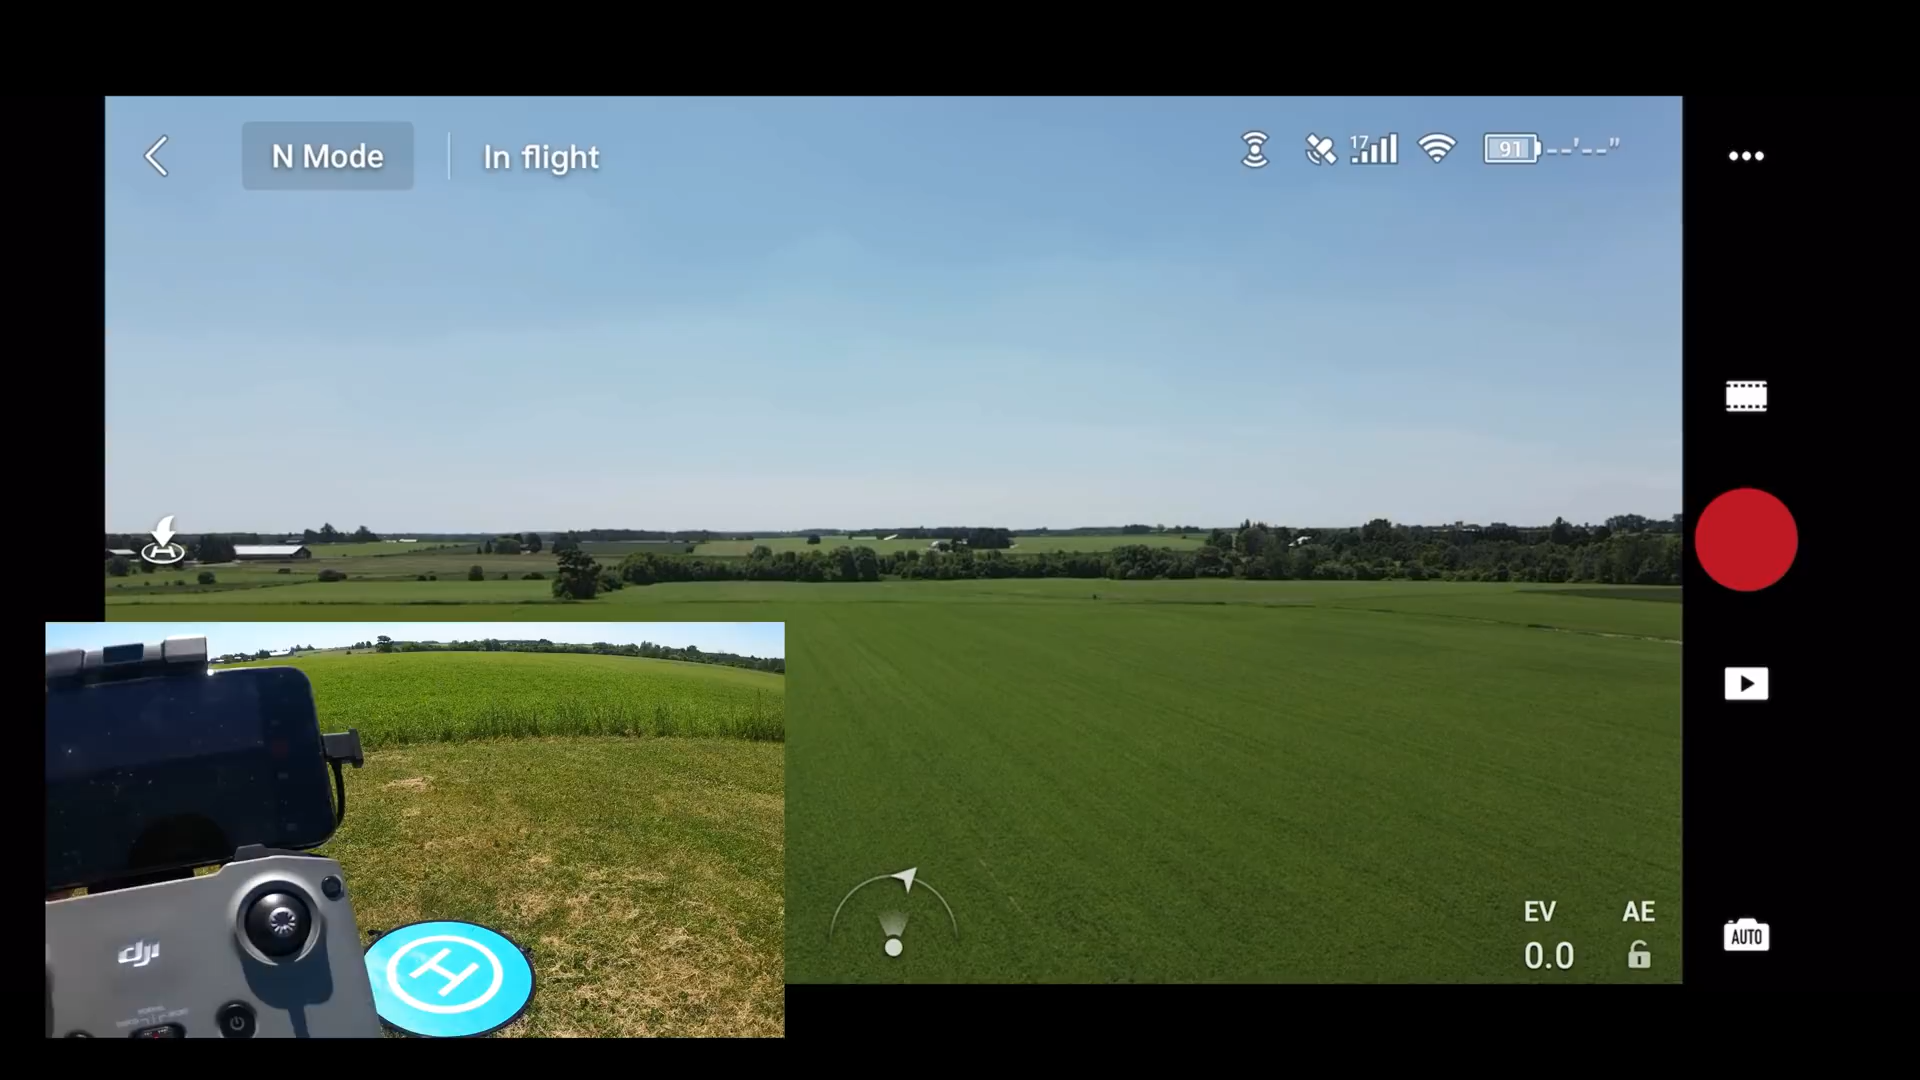 N Mode
In flight
17
91 --'--"
EV
0.0
AE
AUTO
dji
H